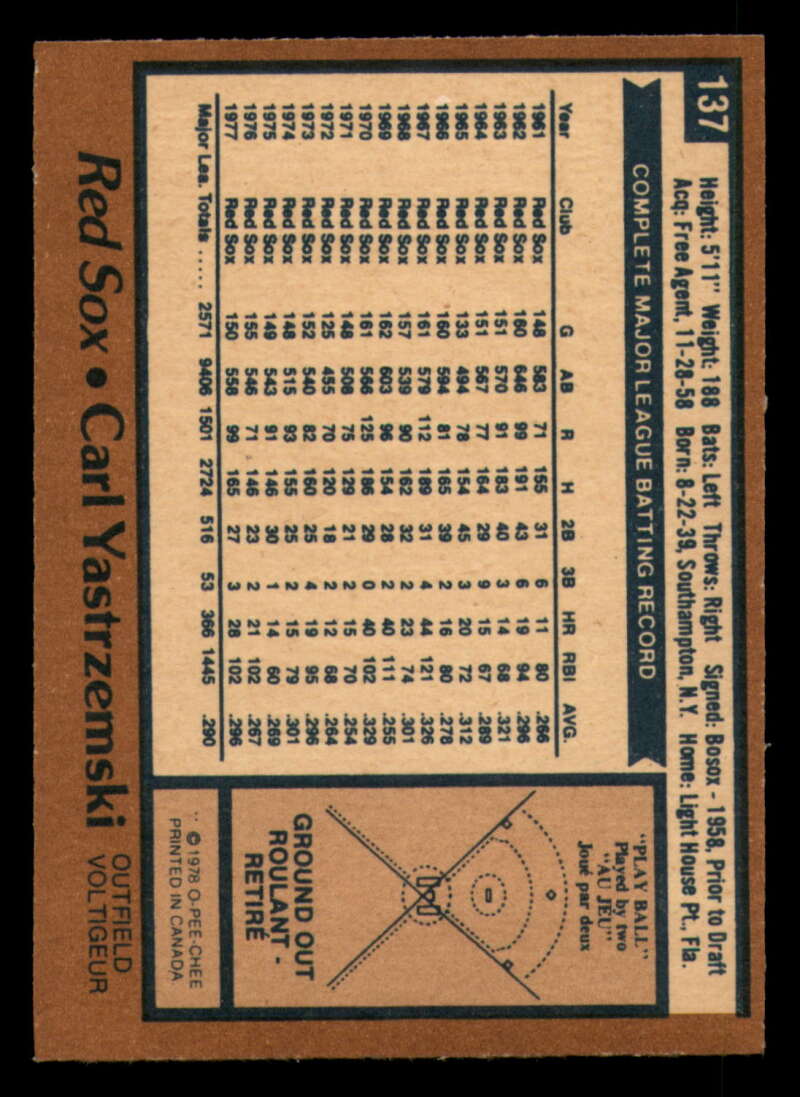 137
Height: 5'11" Weight: 188 Bats: Left Throws: Right Signed: Bosox - 1958, Prior to Draft
Acq: Free Agent, 11-28-58 Born: 8-22-39, Southampton, N.Y. Home: Light House Pt., Fla.
COMPLETE MAJOR LEAGUE BATTING RECORD
Year Club G AB R H 2B 3B HR RBI AVG.
1961 Red Sox 148 583 71 155 31 6 11 80 .266
1962 Red Sox 160 646 99 191 43 6 19 94 .296
1963 Red Sox 151 570 91 183 40 3 14 68 .321
1964 Red Sox 151 567 77 164 29 9 15 67 .289
1965 Red Sox 133 494 78 154 45 3 20 72 .312
1966 Red Sox 160 594 81 165 39 2 16 80 .278
1967 Red Sox 161 579 112 189 31 4 44 121 .326
1968 Red Sox 157 539 90 162 32 2 23 74 .301
1969 Red Sox 162 603 96 154 28 2 40 111 .255
1970 Red Sox 161 566 125 186 29 0 40 102 .329
1971 Red Sox 148 508 75 129 21 2 15 70 .254
1972 Red Sox 125 455 70 120 18 2 12 68 .264
1973 Red Sox 152 540 82 160 25 4 19 95 .296
1974 Red Sox 148 515 93 155 25 2 15 79 .301
1975 Red Sox 149 543 91 146 30 1 14 60 .269
1976 Red Sox 155 546 71 146 23 2 21 102 .267
1977 Red Sox 150 558 99 165 27 3 28 102 .296
Major Lea. Totals ..... 2571 9406 1501 2724 516 53 366 1445 .290
"PLAY BALL"
Played by two
"AU JEU"
Joué par deux
GROUND OUT
ROULANT -
RETIRÉ
** © 1978 O-PEE-CHEE
PRINTED IN CANADA
Red Sox • Carl Yastrzemski
OUTFIELD
VOLTIGEUR